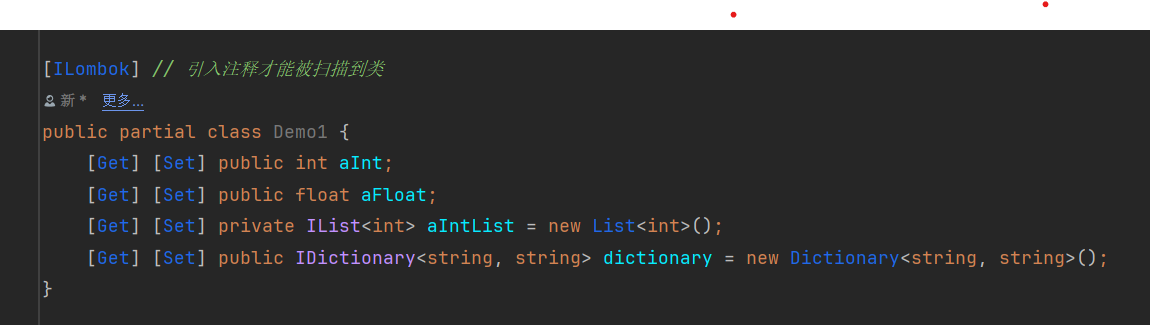 [ILombok] // 引入注释才能被扫描到类
新 * 更多...
public partial class Demo1 {
[Get] [Set] public int aInt;
[Get] [Set] public float aFloat;
[Get] [Set] private IList<int> aIntList = new List<int>();
[Get] [Set] public IDictionary<string, string> dictionary = new Dictionary<string, string>();
}